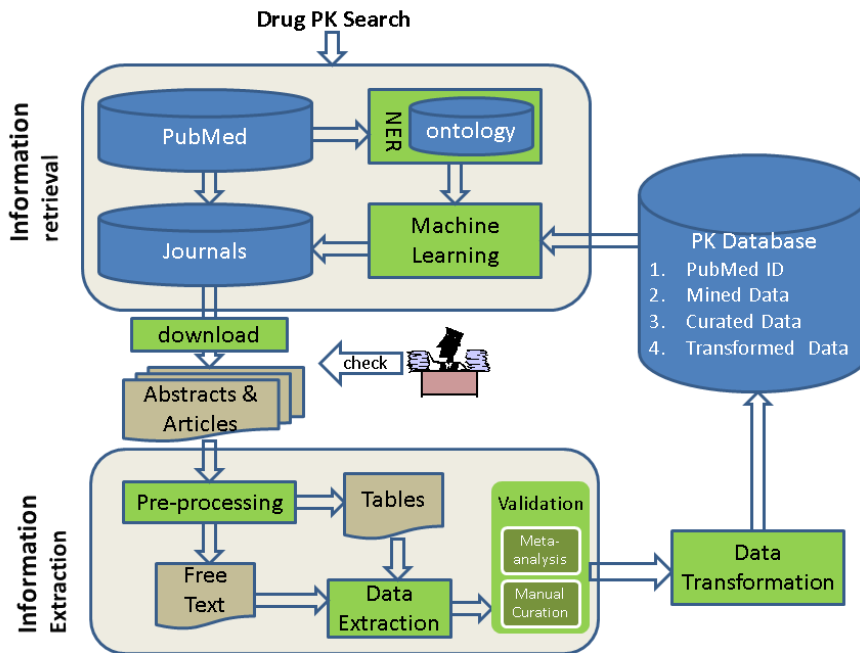 Drug PK Search
Information
retrieval
PubMed
NER
ontology
Journals
Machine
Learning
PK Database
1. PubMed ID
2. Mined Data
3. Curated Data
4. Transformed Data
download
check
Abstracts &
Articles
Information
Extraction
Pre-processing
Tables
Validation
Meta-
analysis
Manual
Curation
Free
Text
Data
Extraction
Data
Transformation